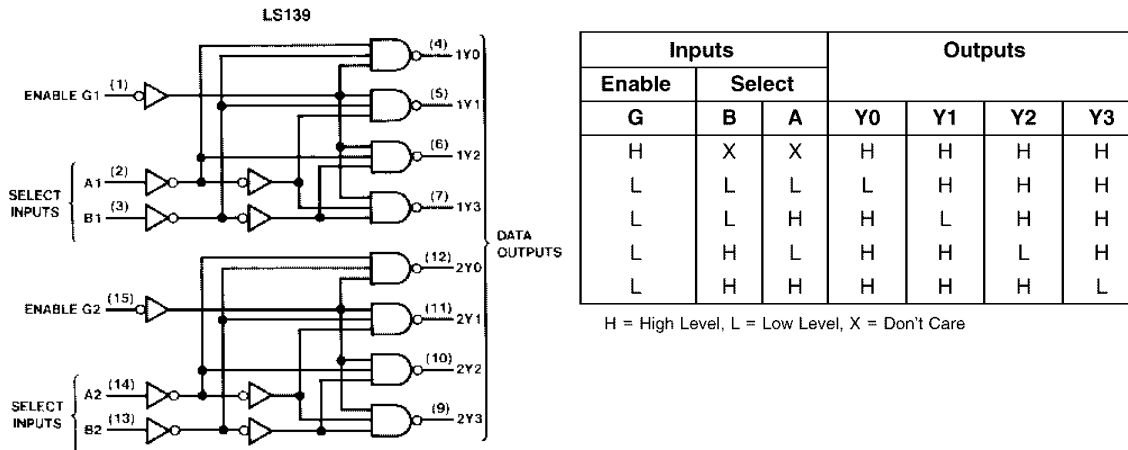 LS139
ENABLE G1 (1)
SELECT INPUTS
A1 (2)
B1 (3)
(4) 1Y0
(5) 1Y1
(6) 1Y2
(7) 1Y3
ENABLE G2 (15)
SELECT INPUTS
A2 (14)
B2 (13)
(12) 2Y0
(11) 2Y1
(10) 2Y2
(9) 2Y3
DATA OUTPUTS
Inputs Outputs
Enable Select
G B A Y0 Y1 Y2 Y3
H X X H H H H
L L L L H H H
L L H H L H H
L H L H H L H
L H H H H H L
H = High Level, L = Low Level, X = Don't Care